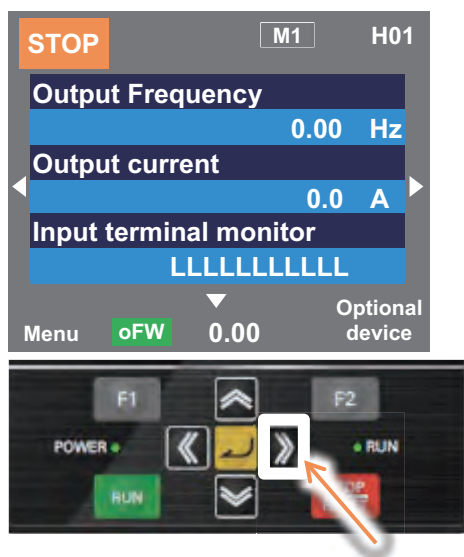 STOP M1 H01
Output Frequency
0.00 Hz
Output current
0.0 A
Input terminal monitor
LLLLLLLLLLL
Optional
Menu oFW 0.00 device
F1 F2
POWER RUN
RUN